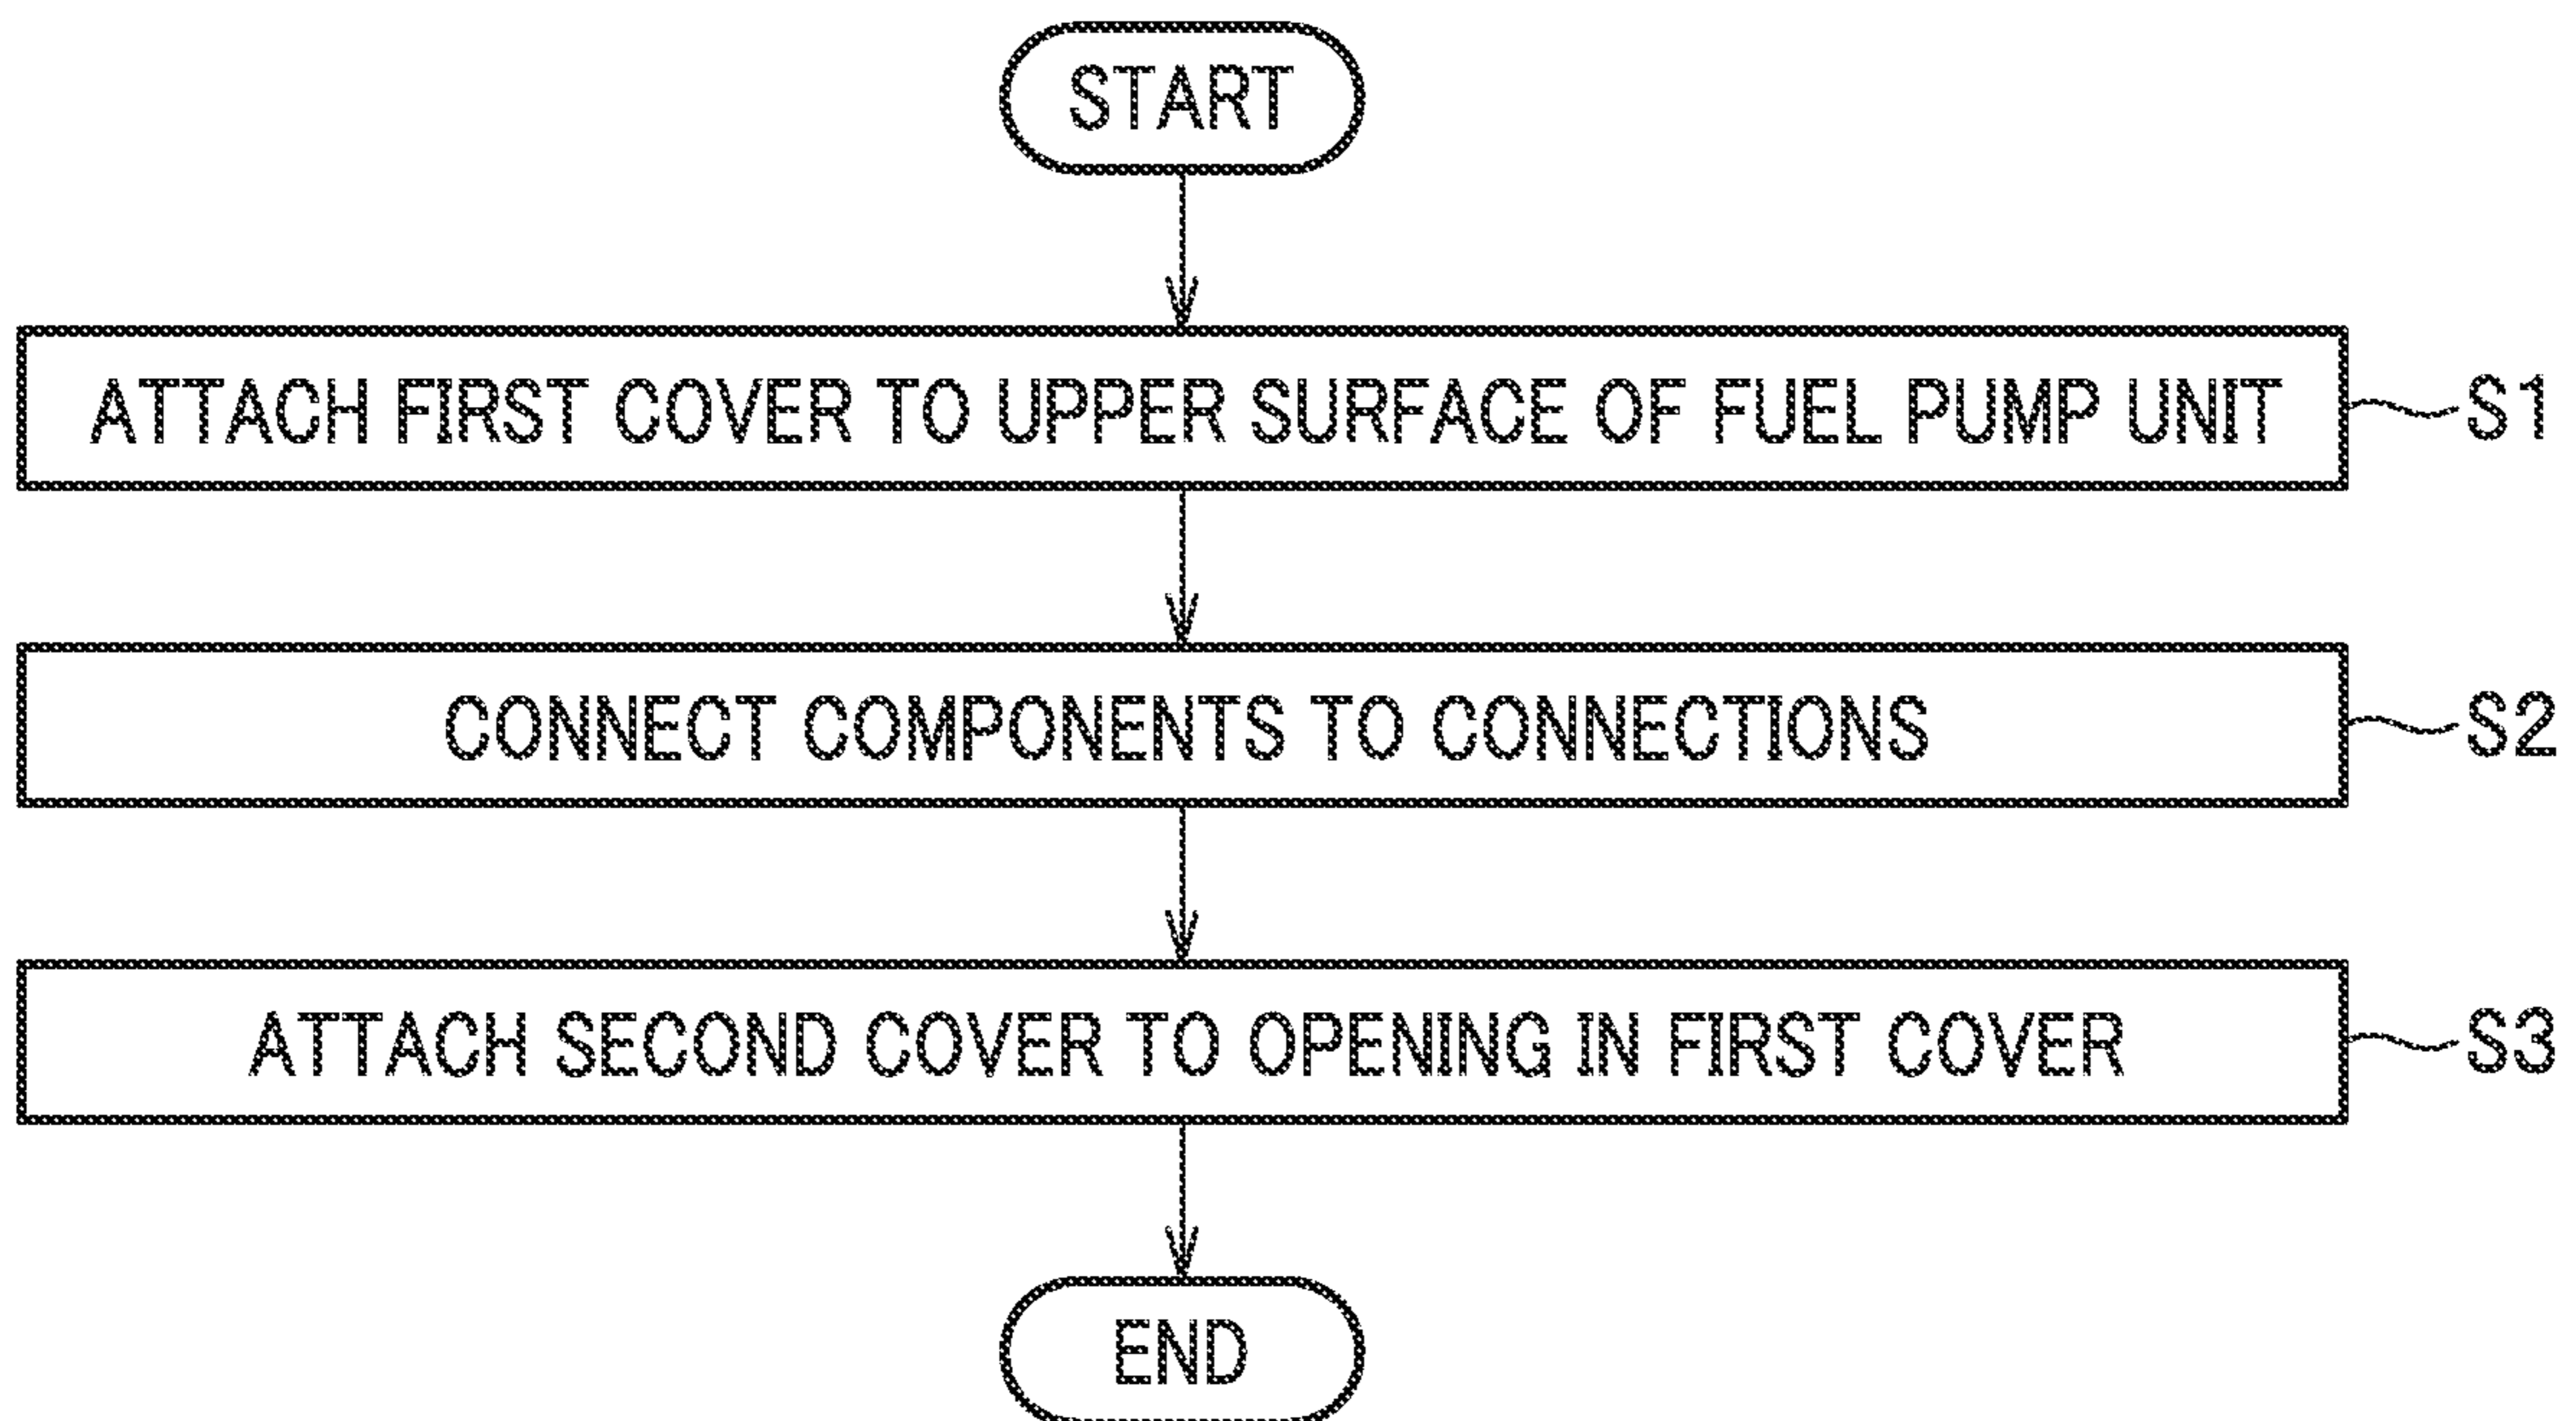 START
ATTACH FIRST COVER TO UPPER SURFACE OF FUEL PUMP UNIT
S1
CONNECT COMPONENTS TO CONNECTIONS
S2
ATTACH SECOND COVER TO OPENING IN FIRST COVER
S3
END